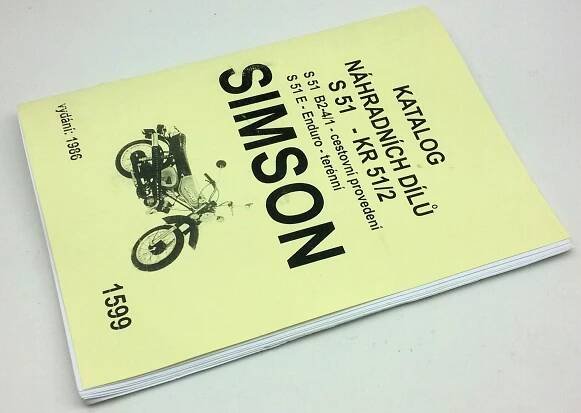 KATALOG
NÁHRADNÍCH DÍLŮ
S 51 - KR 51/2
S 51 B2-4/1 - cestovní provedení
S 51 E - Enduro - terénní
SIMSON
vydání: 1986
1599